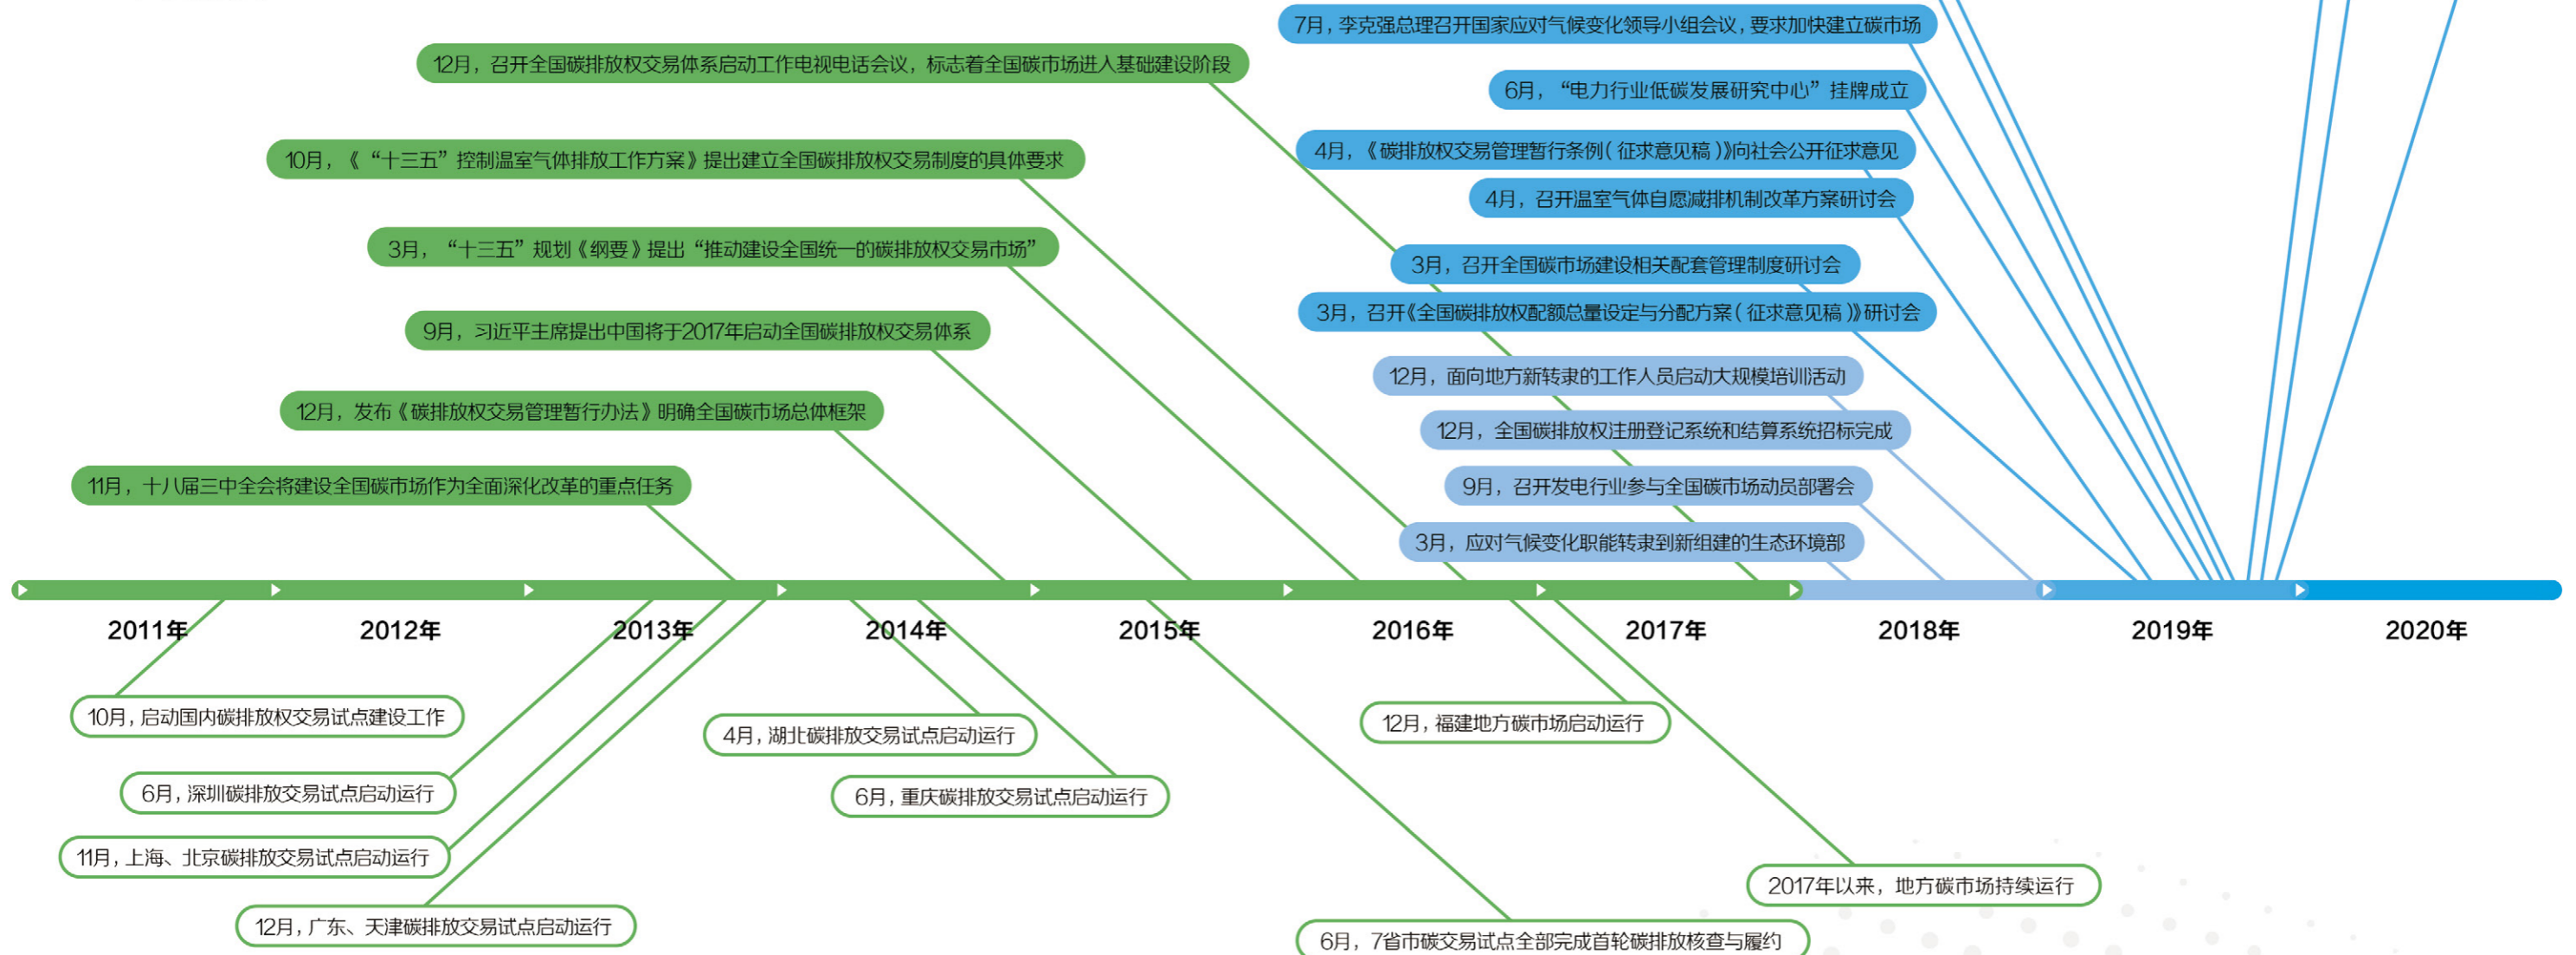 7月，李克强总理召开国家应对气候变化领导小组会议，要求加快建立碳市场
12月，召开全国碳排放权交易体系启动工作电视电话会议，标志着全国碳市场进入基础建设阶段
6月，“电力行业低碳发展研究中心”挂牌成立
10月，《“十三五”控制温室气体排放工作方案》提出建立全国碳排放权交易制度的具体要求
4月，《碳排放权交易管理暂行条例（征求意见稿）》向社会公开征求意见
4月，召开温室气体自愿减排机制改革方案研讨会
3月，“十三五”规划《纲要》提出“推动建设全国统一的碳排放权交易市场”
3月，召开全国碳市场建设相关配套管理制度研讨会
3月，召开《全国碳排放权配额总量设定与分配方案（征求意见稿）》研讨会
9月，习近平主席提出中国将于2017年启动全国碳排放权交易体系
12月，面向地方新转隶的工作人员启动大规模培训活动
12月，发布《碳排放权交易管理暂行办法》明确全国碳市场总体框架
12月，全国碳排放权注册登记系统和结算系统招标完成
11月，十八届三中全会将建设全国碳市场作为全面深化改革的重点任务
9月，召开发电行业参与全国碳市场动员部署会
3月，应对气候变化职能转隶到新组建的生态环境部
2011年
2012年
2013年
2014年
2015年
2016年
2017年
2018年
2019年
2020年
10月，启动国内碳排放权交易试点建设工作
4月，湖北碳排放交易试点启动运行
12月，福建地方碳市场启动运行
6月，深圳碳排放交易试点启动运行
6月，重庆碳排放交易试点启动运行
11月，上海、北京碳排放交易试点启动运行
2017年以来，地方碳市场持续运行
12月，广东、天津碳排放交易试点启动运行
6月，7省市碳交易试点全部完成首轮碳排放核查与履约